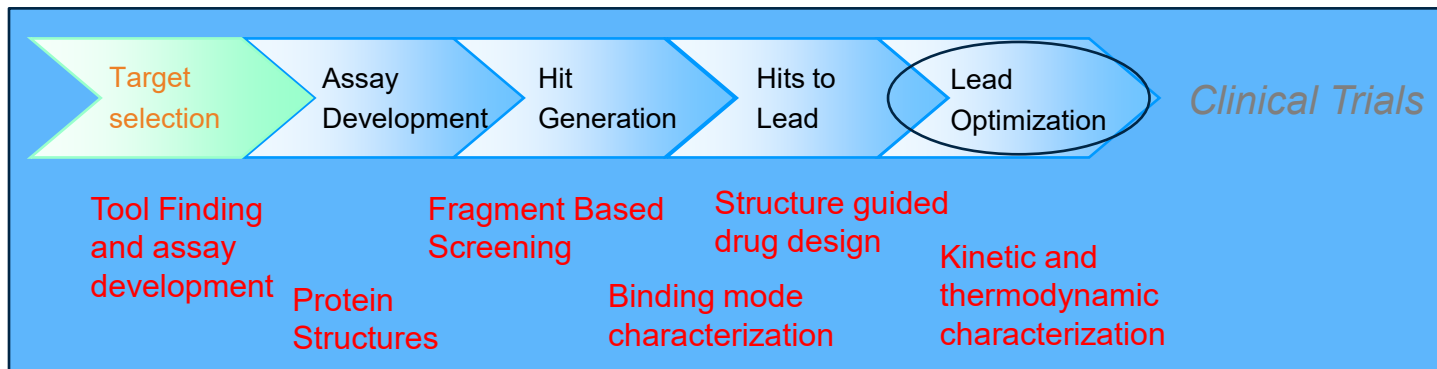 Target
selection
Assay
Development
Hit
Generation
Hits to
Lead
Lead
Optimization
Clinical Trials
Tool Finding
and assay
development
Protein
Structures
Fragment Based
Screening
Binding mode
characterization
Structure guided
drug design
Kinetic and
thermodynamic
characterization